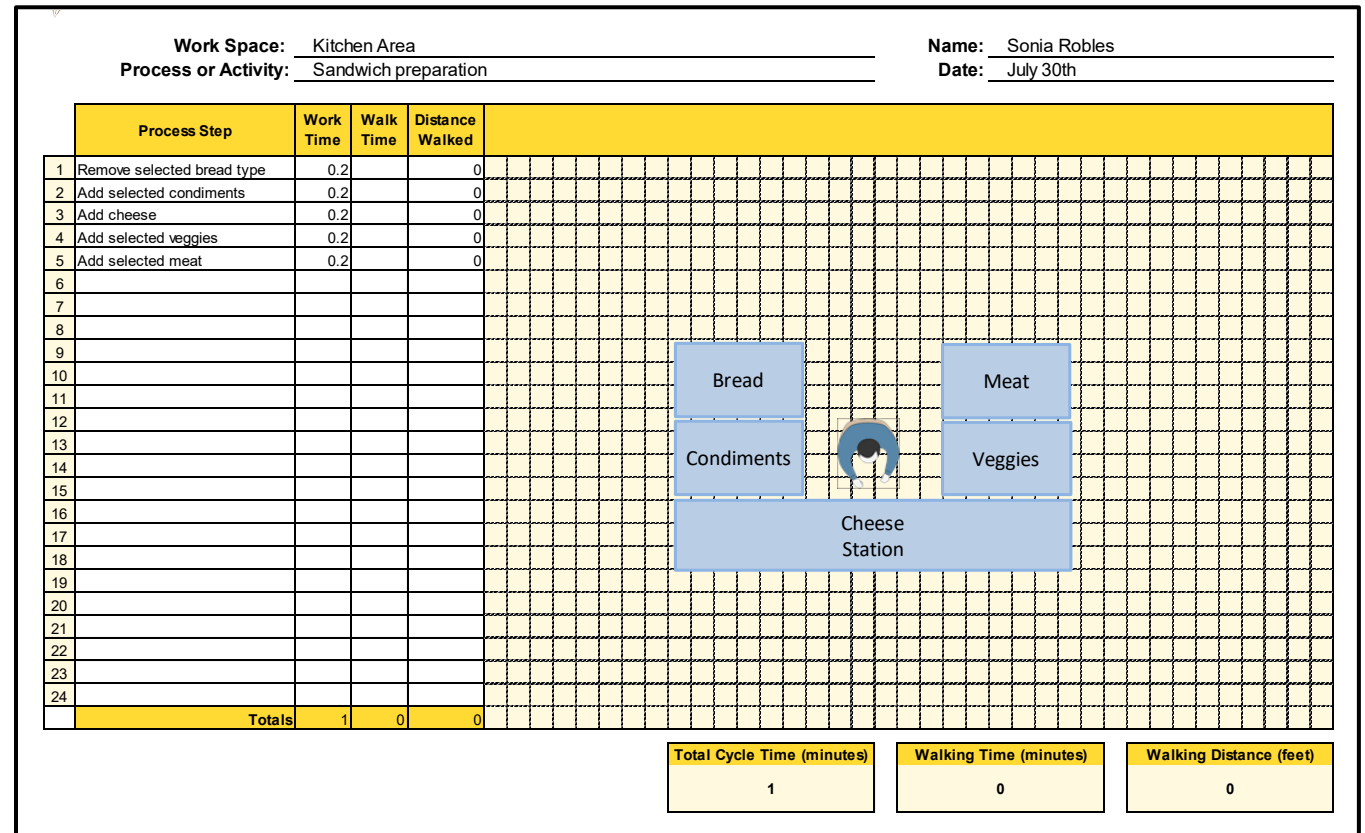 Work Space: Kitchen Area Name: Sonia Robles
Process or Activity: Sandwich preparation Date: July 30th
Process Step Work Time Walk Time Distance Walked
1 Remove selected bread type 0.2 0
2 Add selected condiments 0.2 0
3 Add cheese 0.2 0
4 Add selected veggies 0.2 0
5 Add selected meat 0.2 0
6
7
8
9
10
11
12
13
14
15
16
17
18
19
20
21
22
23
24
Totals 1 0 0
Bread
Meat
Condiments
Veggies
Cheese
Station
Total Cycle Time (minutes) Walking Time (minutes) Walking Distance (feet)
1 0 0